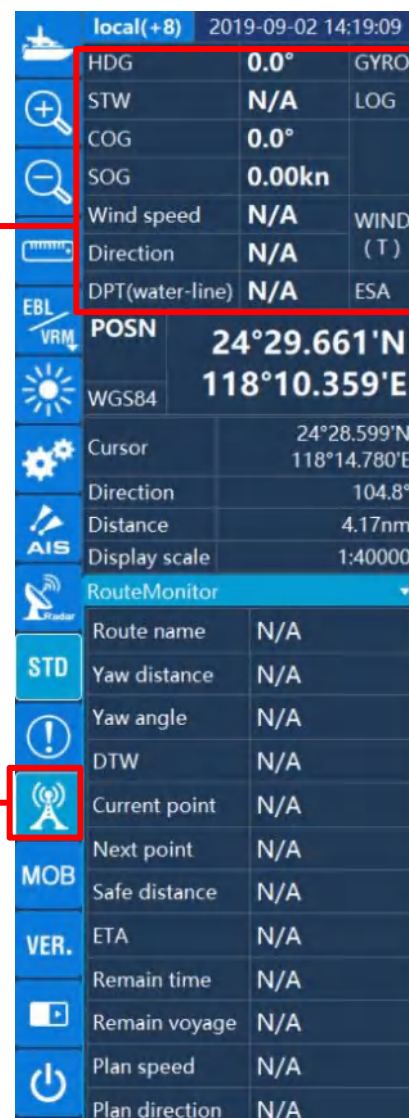 local(+8) 2019-09-02 14:19:09
HDG 0.0° GYRO
STW N/A LOG
COG 0.0°
SOG 0.00kn
Wind speed N/A WIND
Direction N/A (T)
DPT(water-line) N/A ESA
EBL
VRM
POSN 24°29.661'N
WGS84 118°10.359'E
Cursor 24°28.599'N
118°14.780'E
Direction 104.8°
AIS
Distance 4.17nm
Display scale 1:40000
Radar
RouteMonitor
Route name N/A
STD
Yaw distance N/A
Yaw angle N/A
DTW N/A
Current point N/A
Next point N/A
MOB
Safe distance N/A
VER.
ETA N/A
Remain time N/A
Remain voyage N/A
Plan speed N/A
Plan direction N/A